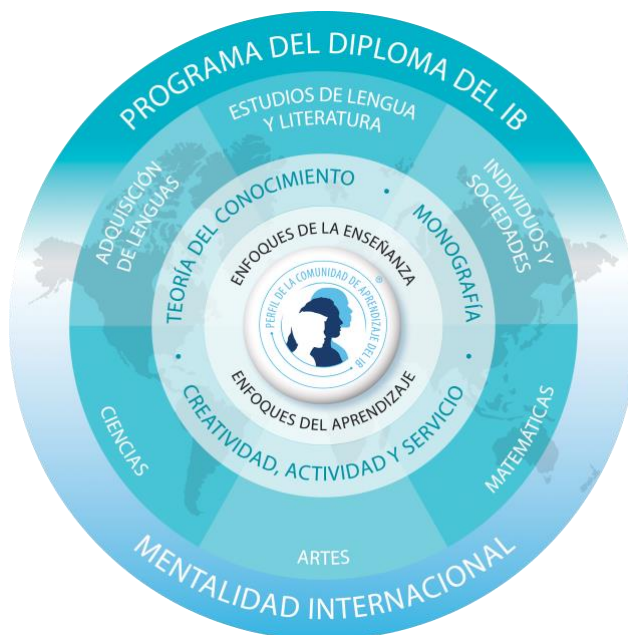 PROGRAMA DEL DIPLOMA DEL IB
ESTUDIOS DE LENGUA
Y LITERATURA
ADQUISICIÓN
DE LENGUAS
INDIVIDUOS Y
SOCIEDADES
TEORÍA DEL CONOCIMIENTO
•
MONOGRAFÍA
•
ENFOQUES DE LA ENSEÑANZA
• PERFIL DE LA COMUNIDAD DE APRENDIZAJE DEL IB
®
ENFOQUES DEL APRENDIZAJE
•
CREATIVIDAD, ACTIVIDAD Y SERVICIO
CIENCIAS
MATEMÁTICAS
ARTES
MENTALIDAD INTERNACIONAL